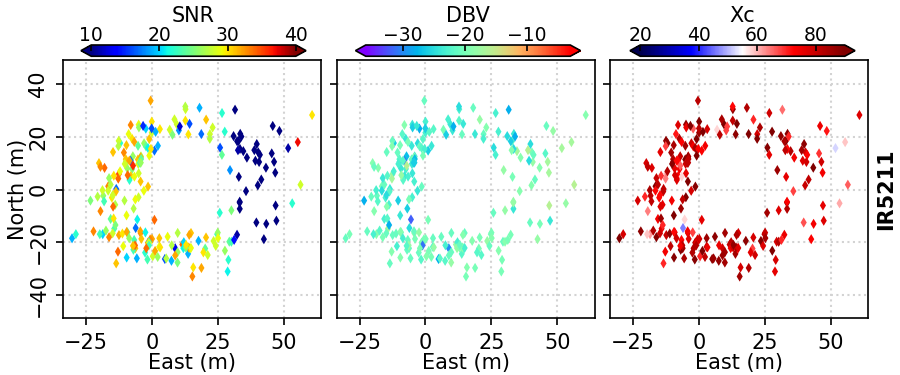 SNR DBV Xc
10 20 30 40 −30 −20 −10 20 40 60 80
North (m)
40
20
0
−20
−40
−25 0 25 50 −25 0 25 50 −25 0 25 50
East (m) East (m) East (m)
IR5211